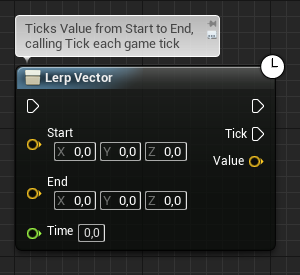 Ticks Value from Start to End,
calling Tick each game tick
Lerp Vector
Start
Tick
X 0,0 Y 0,0 Z 0,0
Value
End
X 0,0 Y 0,0 Z 0,0
Time 0,0